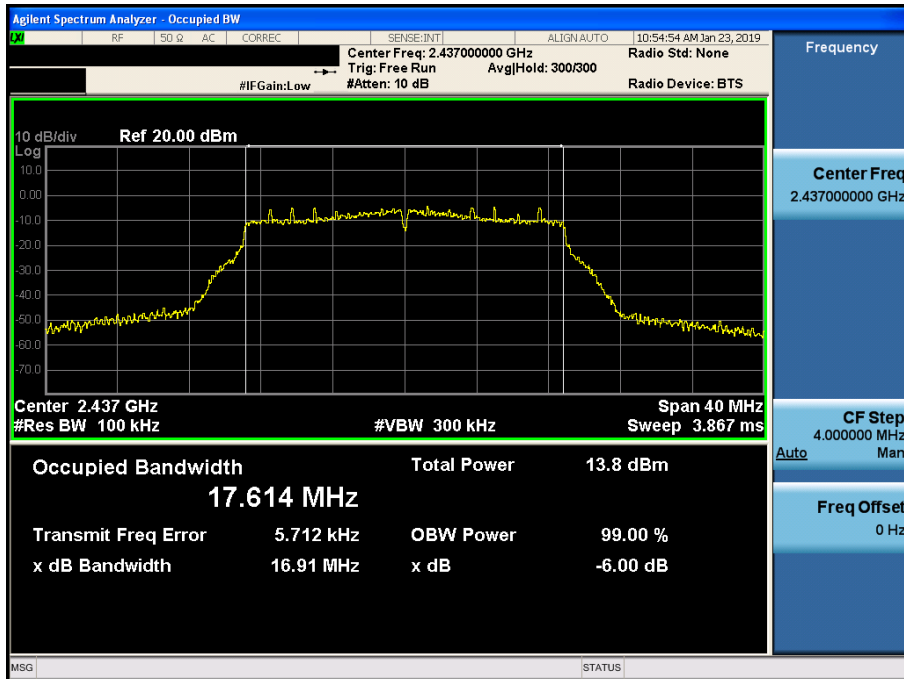 Agilent Spectrum Analyzer - Occupied BW
LXI RF 50 Ω AC CORREC SENSE:INT ALIGN AUTO 10:54:54 AM Jan 23, 2019
Center Freq: 2.437000000 GHz Radio Std: None
Trig: Free Run Avg|Hold: 300/300
#IFGain:Low #Atten: 10 dB Radio Device: BTS
Frequency
10 dB/div Ref 20.00 dBm
Log
10.0
0.00
-10.0
-20.0
-30.0
-40.0
-50.0
-60.0
-70.0
Center 2.437 GHz Span 40 MHz
#Res BW 100 kHz #VBW 300 kHz Sweep 3.867 ms
Center Freq
2.437000000 GHz
CF Step
4.000000 MHz
Auto Man
Freq Offset
0 Hz
Occupied Bandwidth Total Power 13.8 dBm
17.614 MHz
Transmit Freq Error 5.712 kHz OBW Power 99.00 %
x dB Bandwidth 16.91 MHz x dB -6.00 dB
MSG STATUS